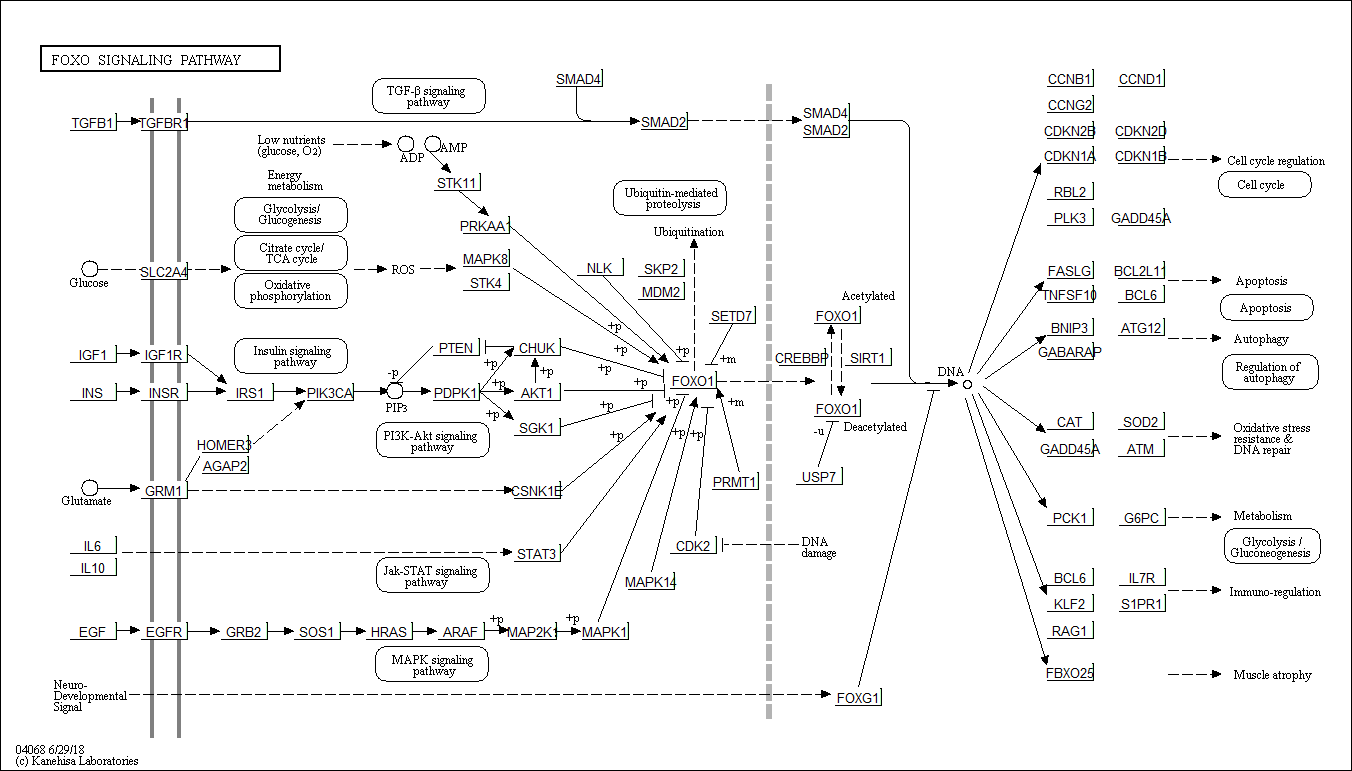 FOXO SIGNALING PATHWAY
TGF-β signaling
pathway
SMAD4
TGFB1
TGFBR1
SMAD2
SMAD4
SMAD2
Low nutrients
(glucose, O2)
ADP
AMP
STK11
PRKAA1
Energy
metabolism
Glycolysis/
Glucogenesis
Citrate cycle/
TCA cycle
Oxidative
phosphorylation
Glucose
SLC2A4
ROS
MAPK8
STK4
Ubiquitin-mediated
proteolysis
Ubiquitination
NLK
SKP2
MDM2
SETD7
+p
+p
+p
+m
IGF1
IGF1R
Insulin signaling
pathway
PTEN
CHUK
+p
INS
INSR
IRS1
PIK3CA
-p
PIP3
PDPK1
+p
+p
+p
+p
AKT1
+p
+p
SGK1
+p
+p
FOXO1
+p
+p
+p
+m
PI3K-Akt signaling
pathway
HOMER3
AGAP2
Glutamate
GRM1
CSNK1E
PRMT1
IL6
IL10
STAT3
Jak-STAT signaling
pathway
CDK2
DNA
damage
MAPK14
EGF
EGFR
GRB2
SOS1
HRAS
ARAF
+p
MAP2K1
+p
MAPK1
MAPK signaling
pathway
Neuro-
Developmental
Signal
FOXG1
Acetylated
FOXO1
CREBBP
SIRT1
FOXO1
-u
Deacetylated
USP7
DNA
CCNB1
CCND1
CCNG2
CDKN2B
CDKN2D
CDKN1A
CDKN1B
Cell cycle regulation
Cell cycle
RBL2
PLK3
GADD45A
FASLG
BCL2L11
Apoptosis
TNFSF10
BCL6
Apoptosis
BNIP3
ATG12
Autophagy
GABARAP
Regulation of
autophagy
CAT
SOD2
GADD45A
ATM
Oxidative stress
resistance &
DNA repair
PCK1
G6PC
Metabolism
Glycolysis /
Gluconeogenesis
BCL6
IL7R
Immuno-regulation
KLF2
S1PR1
RAG1
FBXO25
Muscle atrophy
04068 6/29/18
(c) Kanehisa Laboratories